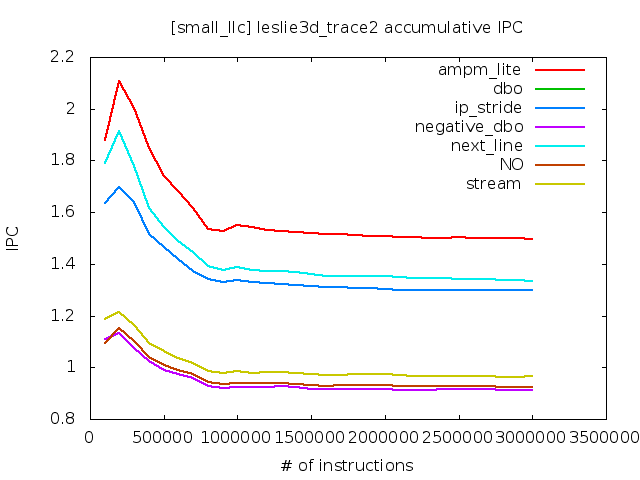 [small_llc] leslie3d_trace2 accumulative IPC
2.2
2
1.8
1.6
1.4
1.2
1
0.8
IPC
ampm_lite
dbo
ip_stride
negative_dbo
next_line
NO
stream
0 500000 1000000 1500000 2000000 2500000 3000000 3500000
# of instructions